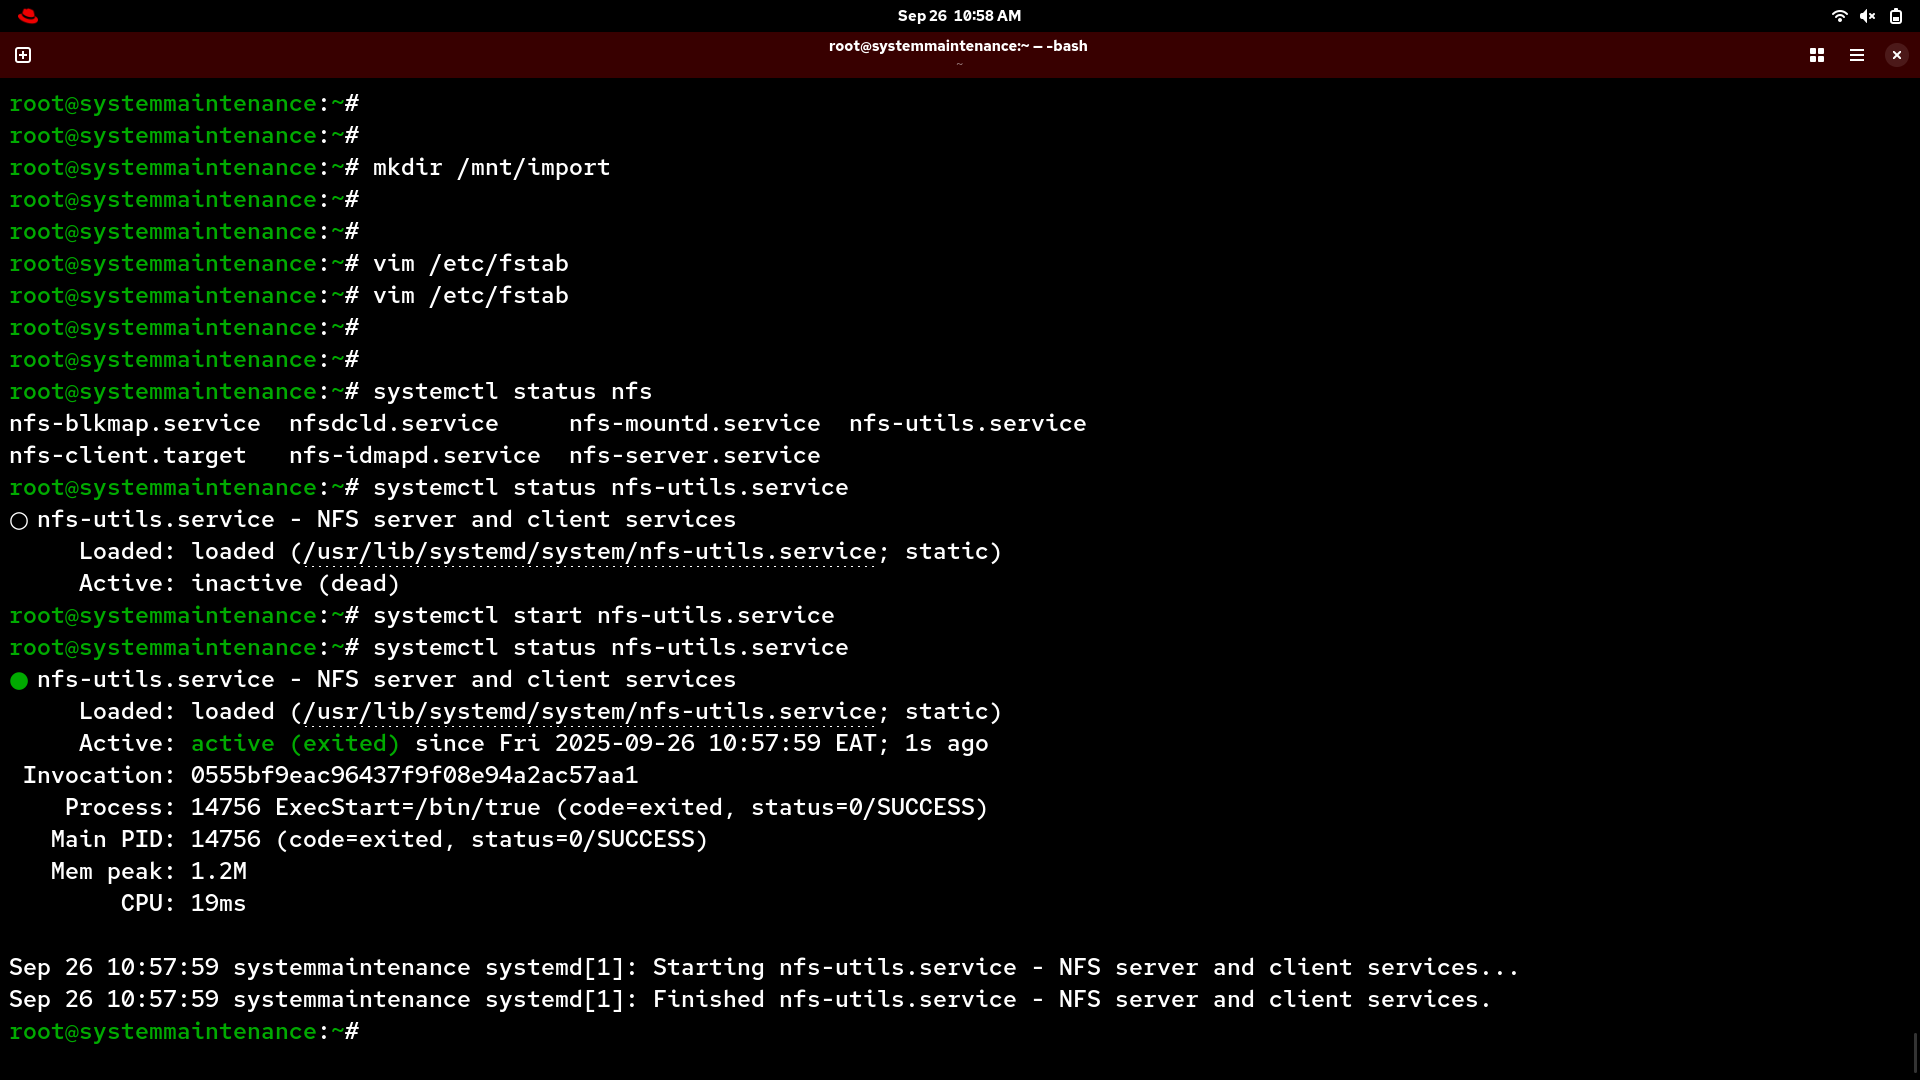 Sep 26 10:58 AM
root@systemmaintenance:~ — -bash
~
root@systemmaintenance:~#
root@systemmaintenance:~#
root@systemmaintenance:~# mkdir /mnt/import
root@systemmaintenance:~#
root@systemmaintenance:~#
root@systemmaintenance:~# vim /etc/fstab
root@systemmaintenance:~# vim /etc/fstab
root@systemmaintenance:~#
root@systemmaintenance:~#
root@systemmaintenance:~# systemctl status nfs
nfs-blkmap.service  nfsdcld.service     nfs-mountd.service  nfs-utils.service
nfs-client.target   nfs-idmapd.service  nfs-server.service
root@systemmaintenance:~# systemctl status nfs-utils.service
○ nfs-utils.service - NFS server and client services
     Loaded: loaded (/usr/lib/systemd/system/nfs-utils.service; static)
     Active: inactive (dead)
root@systemmaintenance:~# systemctl start nfs-utils.service
root@systemmaintenance:~# systemctl status nfs-utils.service
● nfs-utils.service - NFS server and client services
     Loaded: loaded (/usr/lib/systemd/system/nfs-utils.service; static)
     Active: active (exited) since Fri 2025-09-26 10:57:59 EAT; 1s ago
 Invocation: 0555bf9eac96437f9f08e94a2ac57aa1
    Process: 14756 ExecStart=/bin/true (code=exited, status=0/SUCCESS)
   Main PID: 14756 (code=exited, status=0/SUCCESS)
   Mem peak: 1.2M
        CPU: 19ms

Sep 26 10:57:59 systemmaintenance systemd[1]: Starting nfs-utils.service - NFS server and client services...
Sep 26 10:57:59 systemmaintenance systemd[1]: Finished nfs-utils.service - NFS server and client services.
root@systemmaintenance:~#